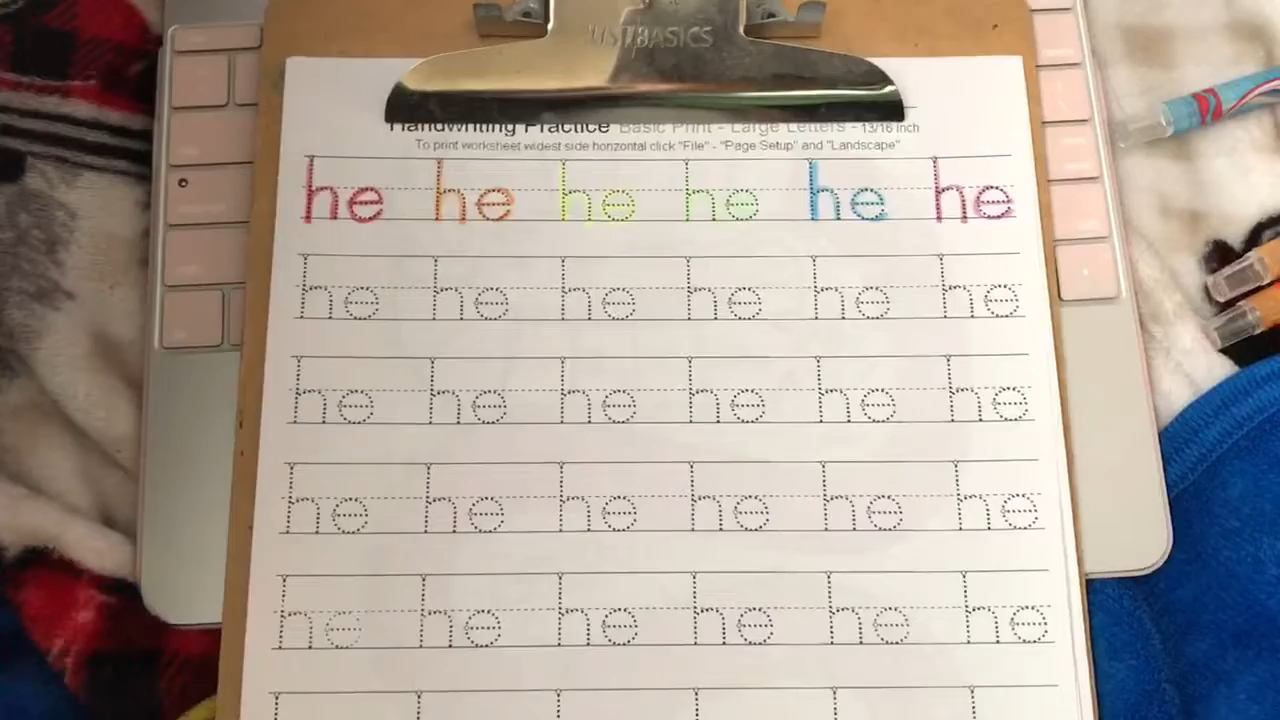 JUSTBASICS
Handwriting Practice Basic Print - Large Letters - 13/16 inch
To print worksheet widest side horizontal click "File" - "Page Setup" and "Landscape"
he he he he he he
he he he he he he
he he he he he he
he he he he he he
he he he he he he